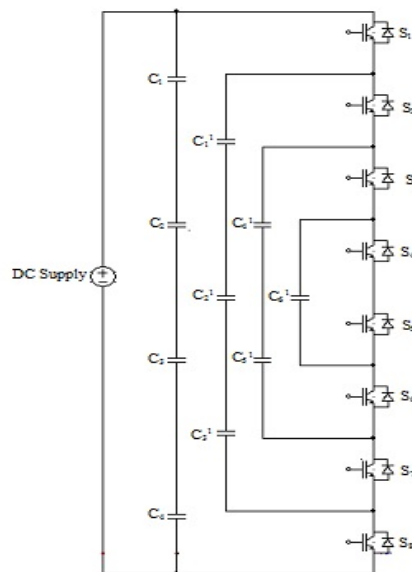 S₁
C₁
S₂
C₁¹
S
C₂
C₄¹
DC Supply
S₄
C₂¹
C₆¹
S₅
C₃
C₅¹
S₆
C₃¹
S₇
C₄
S₈